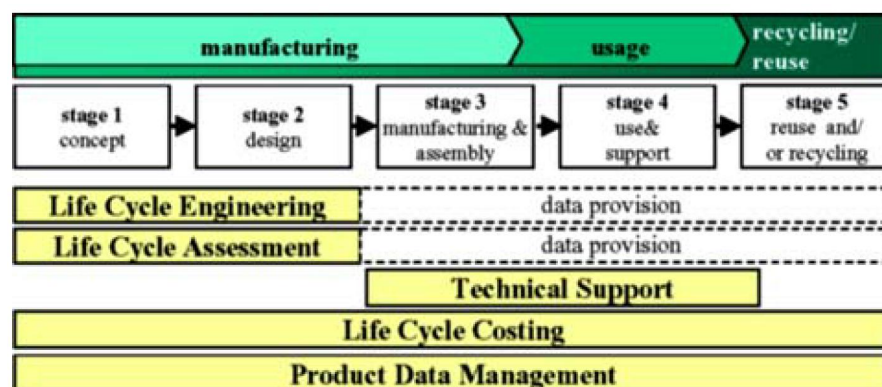 manufacturing
usage
recycling/
reuse
stage 1
concept
stage 2
design
stage 3
manufacturing &
assembly
stage 4
use&
support
stage 5
reuse and/
or recycling
Life Cycle Engineering
data provision
Life Cycle Assessment
data provision
Technical Support
Life Cycle Costing
Product Data Management